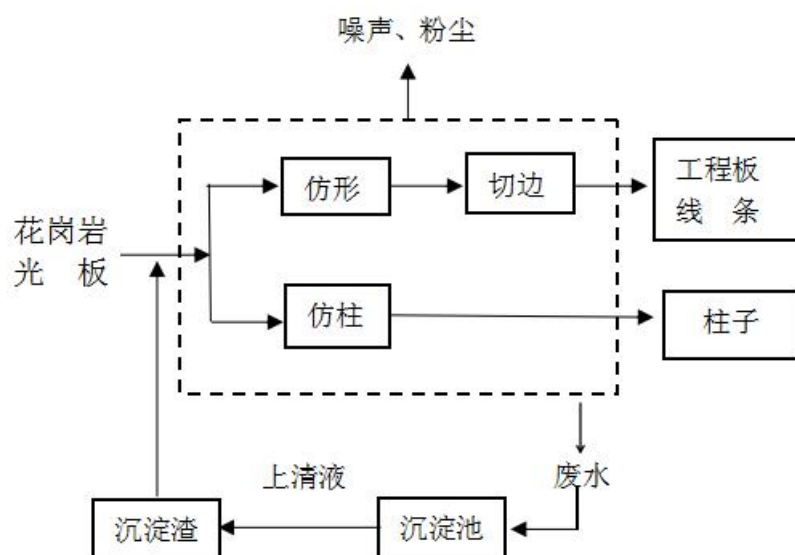 噪声、粉尘
仿形
切边
工程板
线 条
花岗岩
光 板
仿柱
柱子
上清液
废水
沉淀渣
沉淀池